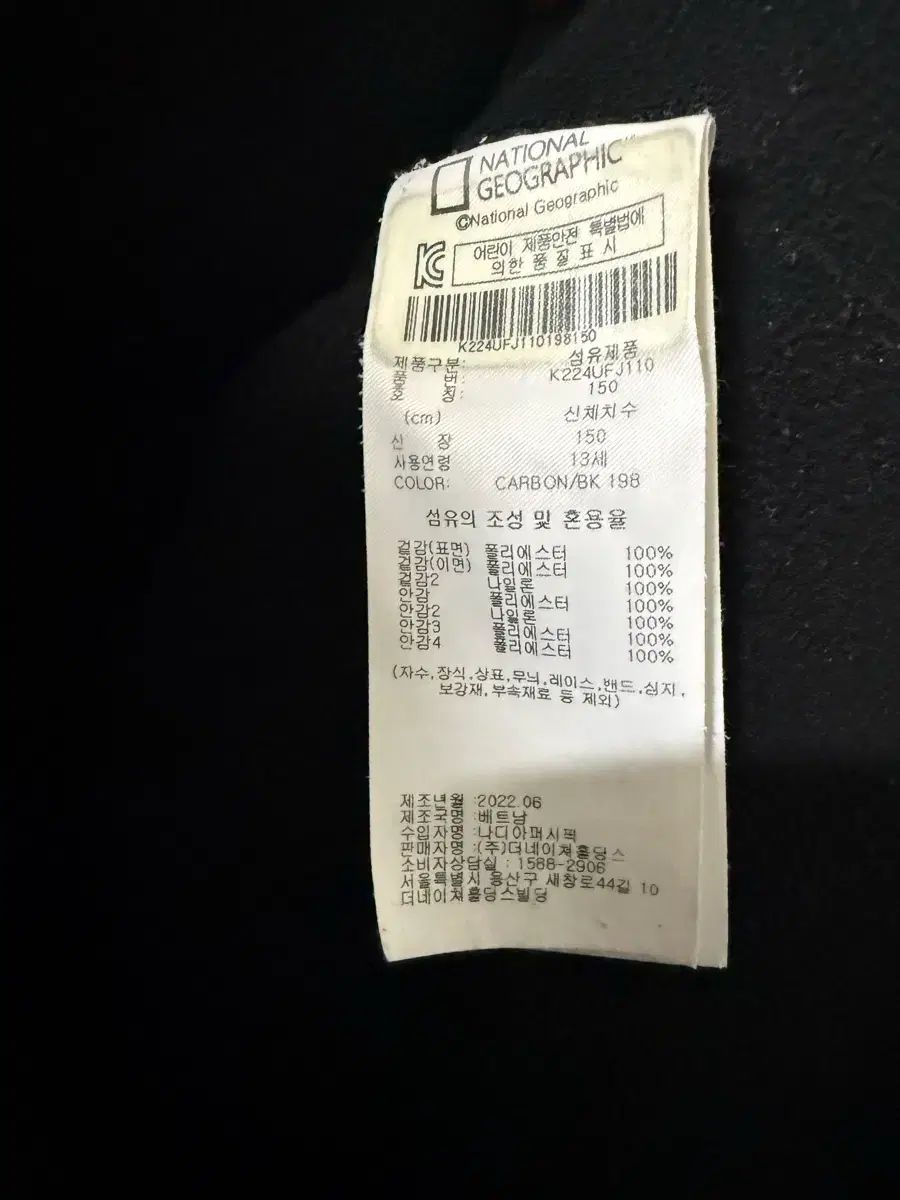 NATIONAL
GEOGRAPHIC
©National Geographic
어린이 제품안전 특별법에
의한 품 질 표 시
K224UFJ110198150
제품구분: 섬유제품
품 번: K224UFJ110
호 칭: 150
(cm) 신체치수
신 장 150
사용연령 13세
COLOR: CARBON/BK 198
섬유의 조성 및 혼용율
겉감(표면) 폴리에스터 100%
겉감(이면) 폴리에스터 100%
겉감2 나일론 100%
안감 폴리에스터 100%
안감2 나일론 100%
안감3 폴리에스터 100%
안감4 폴리에스터 100%
(자수,장식,상표,무늬,레이스,밴드,심지,
보강재,부속재료 등 제외)
제조년월 :2022.06
제조국명 :베트남
수입자명 :나디아퍼시픽
판매자명 :(주)더네이쳐홀딩스
소비자상담실 : 1588-2906
서울특별시 용산구 새창로44길 10
더네이쳐홀딩스빌딩